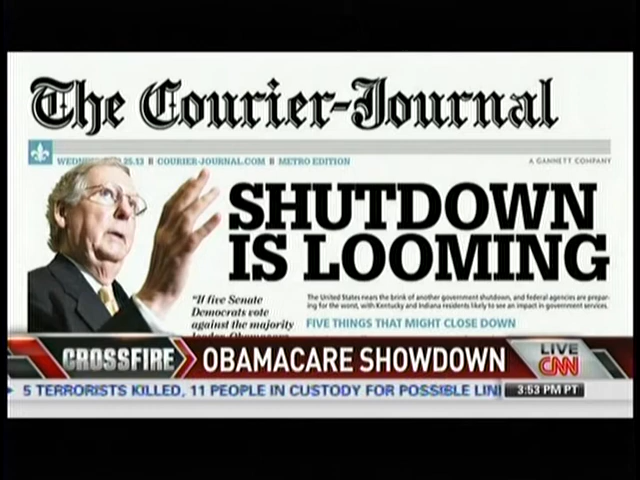 The Courier-Journal
25.13 || COURIER-JOURNAL.COM || METRO EDITION
A GANNETT COMPANY
SHUTDOWN
IS LOOMING
"If five Senate
Democrats vote
against the majority
The United States nears the brink of another government shutdown, and federal agencies are prepar-
ing for the worst, with Kentucky and Indiana residents likely to see an impact in government services.
FIVE THINGS THAT MIGHT CLOSE DOWN
CROSSFIRE
OBAMACARE SHOWDOWN
LIVE
CNN
5 TERRORISTS KILLED, 11 PEOPLE IN CUSTODY FOR POSSIBLE LIN
3:53 PM PT